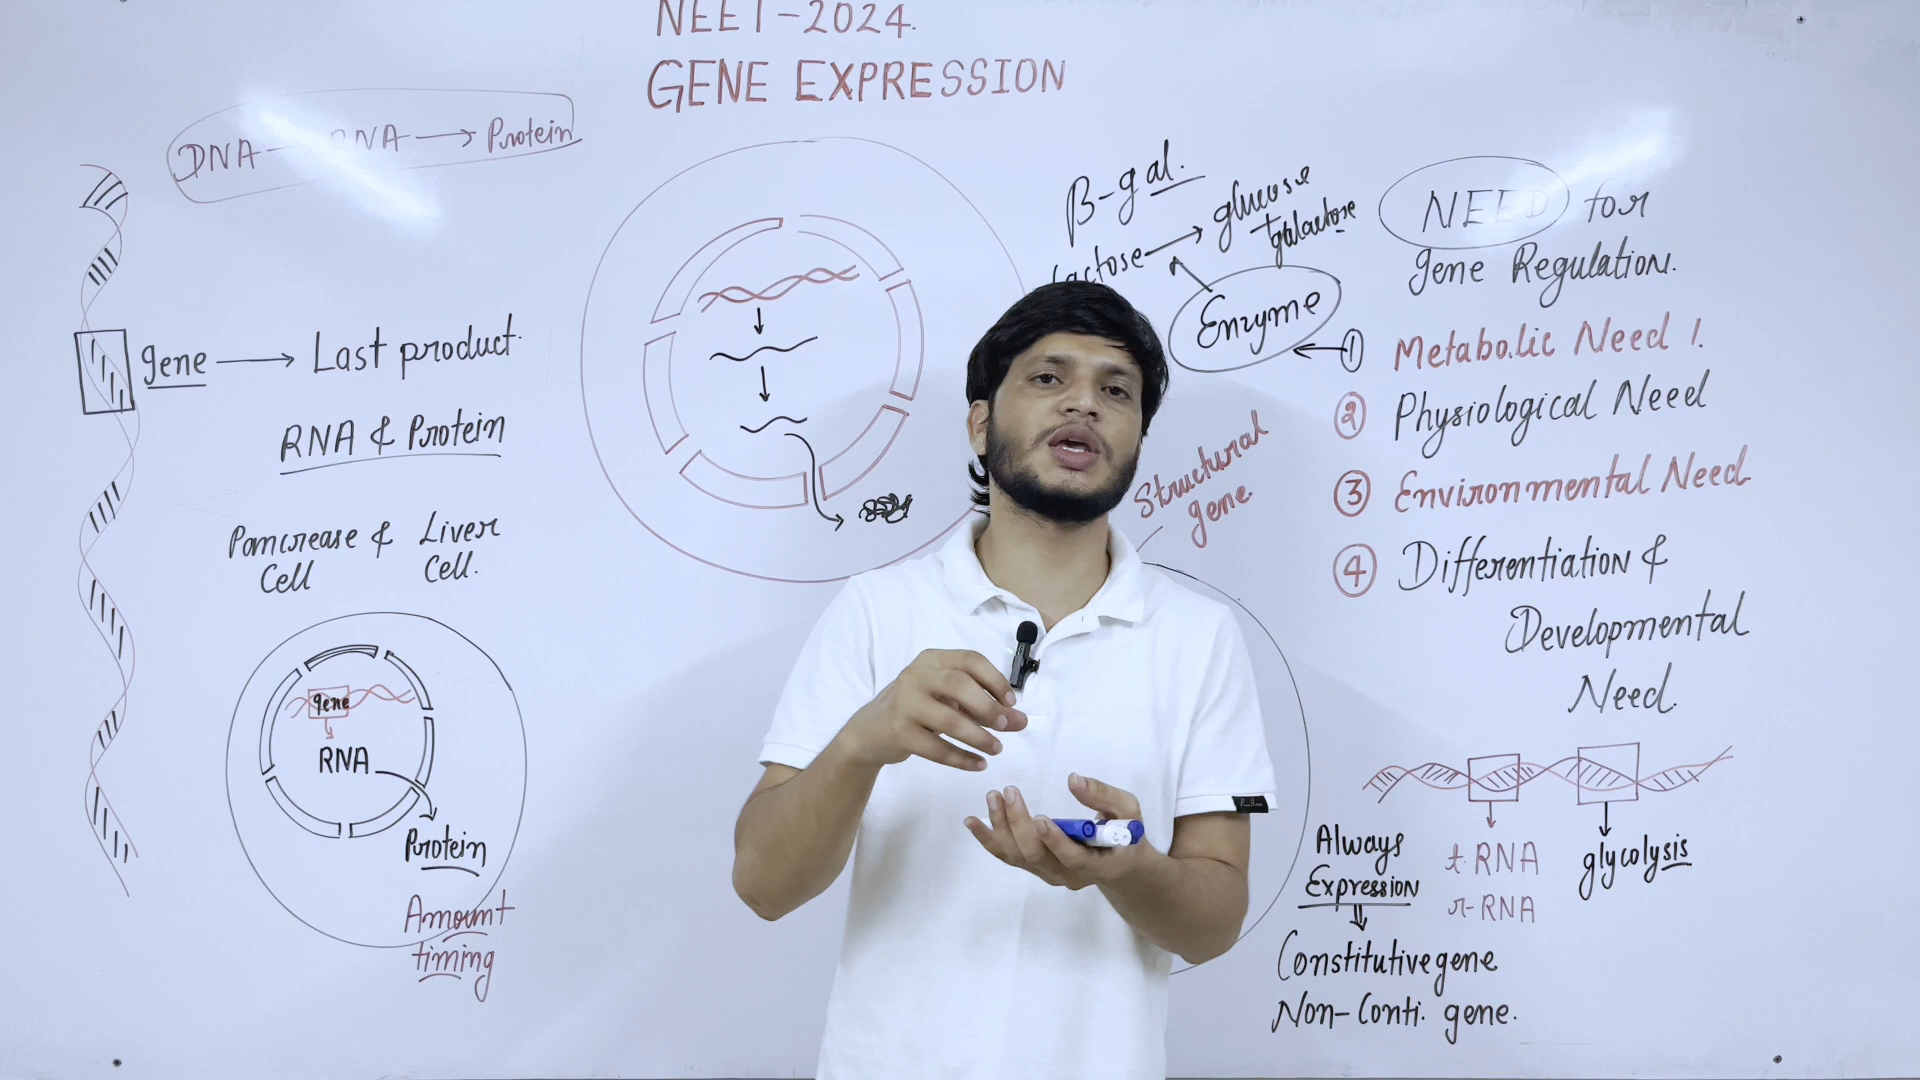 NEET-2024.
GENE EXPRESSION
DNA → RNA → Protein
gene → Last product.
RNA & Protein
Pancrease & Liver
Cell Cell.
gene
RNA
Protein
Amount
timing
B-gal.
Lactose → glucose
+galactose
Enzyme
Structural
gene
NEED for
gene Regulation.
① Metabolic Need 1.
② Physiological Need
③ Environmental Need
④ Differentiation &
Developmental
Need.
Always
Expression
t.RNA
r-RNA
glycolysis
Constitutive gene
Non-Conti. gene.